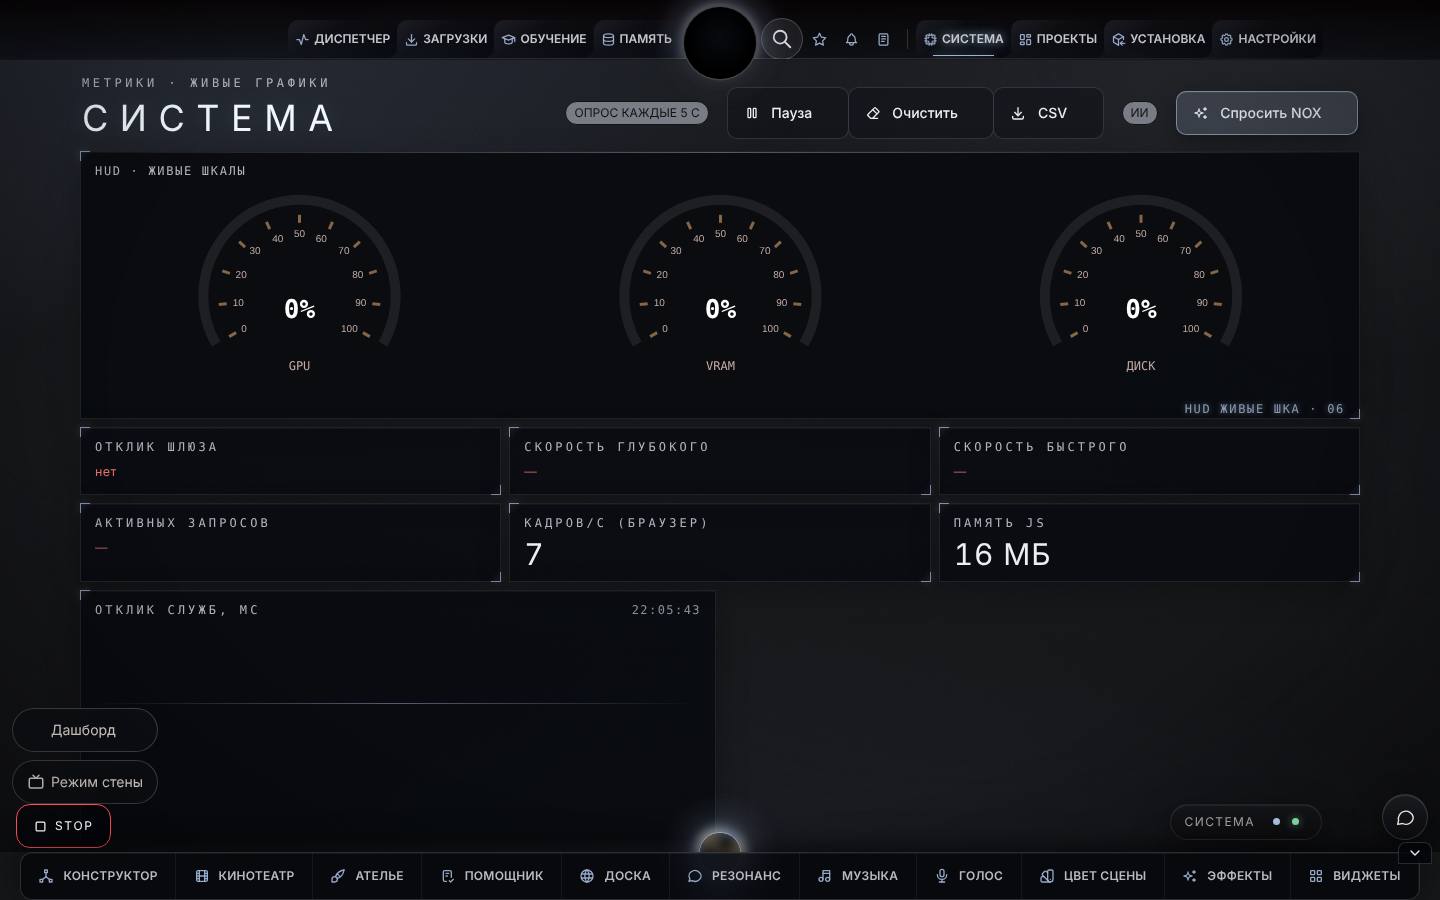 ДИСПЕТЧЕР ЗАГРУЗКИ ОБУЧЕНИЕ ПАМЯТЬ СИСТЕМА ПРОЕКТЫ УСТАНОВКА НАСТРОЙКИ
МЕТРИКИ · ЖИВЫЕ ГРАФИКИ
СИСТЕМА
ОПРОС КАЖДЫЕ 5 С Пауза Очистить CSV ИИ Спросить NOX
HUD · ЖИВЫЕ ШКАЛЫ
0 10 20 30 40 50 60 70 80 90 100
0%
GPU
0 10 20 30 40 50 60 70 80 90 100
0%
VRAM
0 10 20 30 40 50 60 70 80 90 100
0%
ДИСК
HUD ЖИВЫЕ ШКА · 06
ОТКЛИК ШЛЮЗА
нет
СКОРОСТЬ ГЛУБОКОГО
—
СКОРОСТЬ БЫСТРОГО
—
АКТИВНЫХ ЗАПРОСОВ
—
КАДРОВ/С (БРАУЗЕР)
7
ПАМЯТЬ JS
16 МБ
ОТКЛИК СЛУЖБ, МС 22:05:43
Дашборд
Режим стены
STOP
СИСТЕМА
КОНСТРУКТОР КИНОТЕАТР АТЕЛЬЕ ПОМОЩНИК ДОСКА РЕЗОНАНС МУЗЫКА ГОЛОС ЦВЕТ СЦЕНЫ ЭФФЕКТЫ ВИДЖЕТЫ